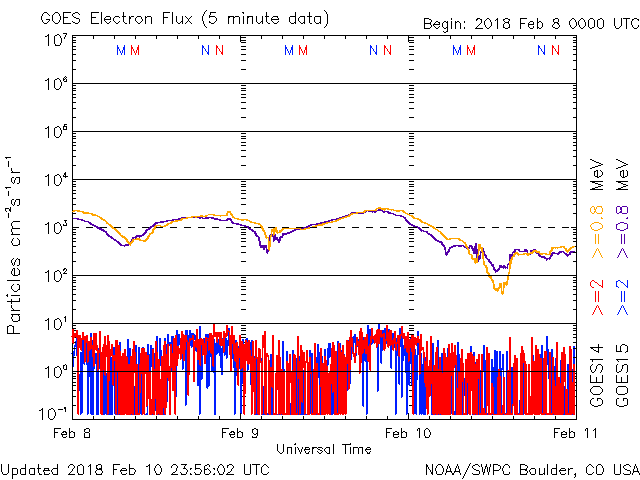 GOES Electron Flux (5 minute data)
Begin: 2018 Feb 8 0000 UTC
10⁷
10⁶
10⁵
10⁴
10³
10²
10¹
10⁰
10⁻¹
M M N N M M N N M M N N
Particles cm⁻²s⁻¹sr⁻¹
Feb 8 Feb 9 Feb 10 Feb 11
Universal Time
GOES14 >=2 >=0.8 MeV
GOES15 >=2 >=0.8 MeV
Updated 2018 Feb 10 23:56:02 UTC
NOAA/SWPC Boulder, CO USA